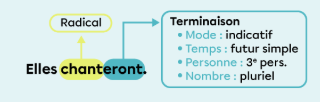 Radical
Terminaison
• Mode : indicatif
• Temps : futur simple
• Personne : 3ᵉ pers.
• Nombre : pluriel
Elles chanteront.